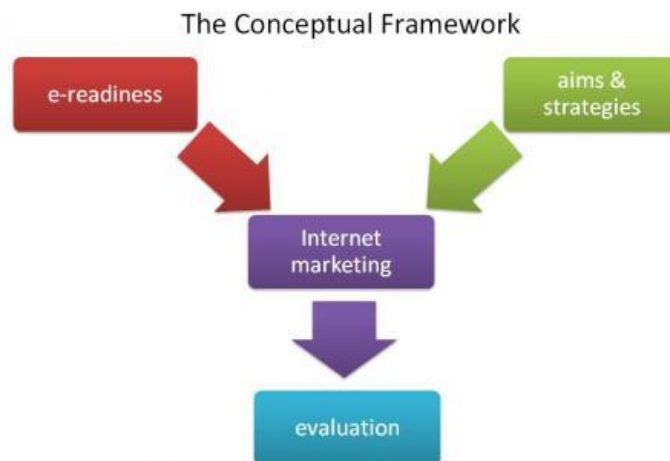 The Conceptual Framework
e-readiness
aims &
strategies
Internet
marketing
evaluation